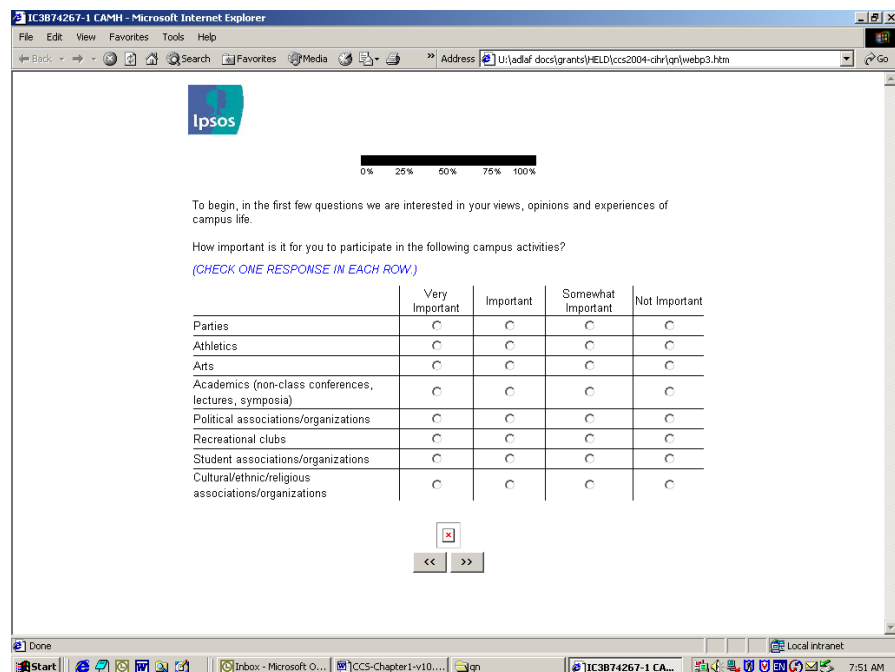 IC3B74267-1 CAMH - Microsoft Internet Explorer
File Edit View Favorites Tools Help
Back Search Favorites Media » Address U:\adlaf docs\grants\HELD\ccs2004-cihr\qn\webp3.htm Go
Ipsos
0% 25% 50% 75% 100%
To begin, in the first few questions we are interested in your views, opinions and experiences of
campus life.
How important is it for you to participate in the following campus activities?
(CHECK ONE RESPONSE IN EACH ROW.)
Very Important Important Somewhat Important Not Important
Parties
Athletics
Arts
Academics (non-class conferences,
lectures, symposia)
Political associations/organizations
Recreational clubs
Student associations/organizations
Cultural/ethnic/religious
associations/organizations
<< >>
Done Local intranet
Start Inbox - Microsoft O... CCS-Chapter1-v10.... qn IC3B74267-1 CA... EN 7:51 AM